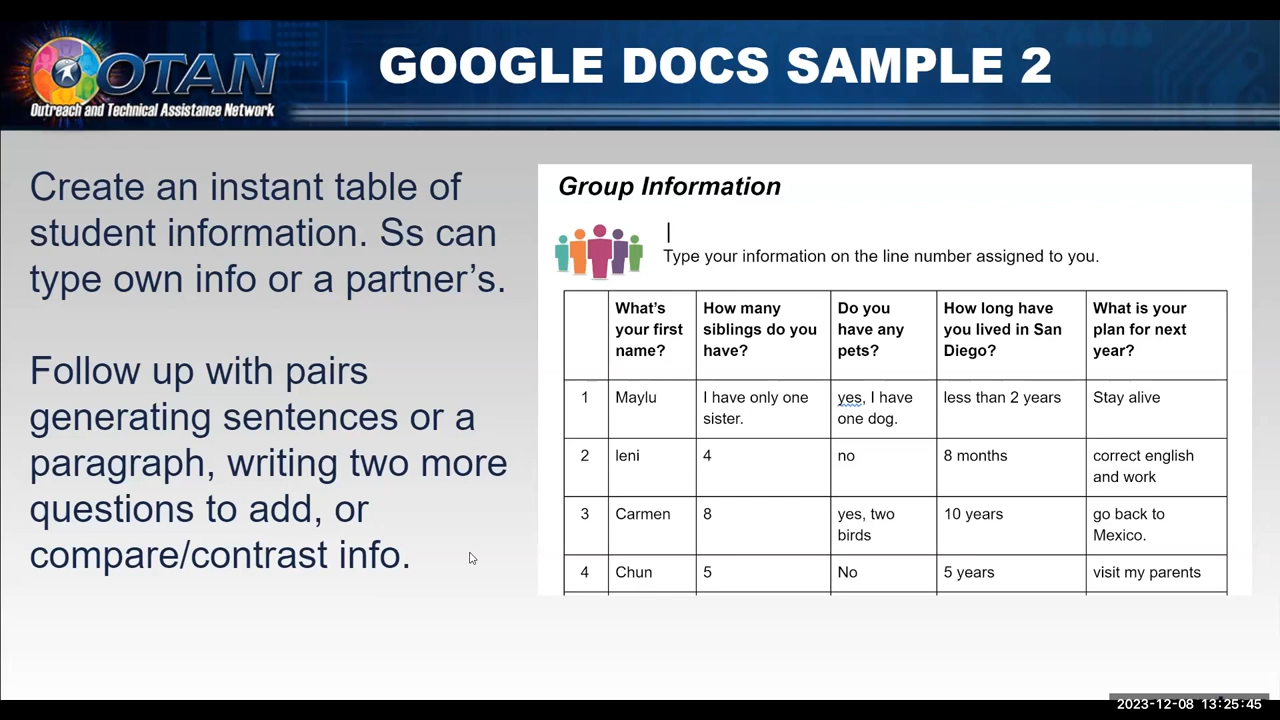 OTAN
Outreach and Technical Assistance Network
GOOGLE DOCS SAMPLE 2
Create an instant table of
student information. Ss can
type own info or a partner's.
Follow up with pairs
generating sentences or a
paragraph, writing two more
questions to add, or
compare/contrast info.
Group Information
Type your information on the line number assigned to you.
What's your first name? How many siblings do you have? Do you have any pets? How long have you lived in San Diego? What is your plan for next year?
1 Maylu I have only one sister. yes, I have one dog. less than 2 years Stay alive
2 leni 4 no 8 months correct english and work
3 Carmen 8 yes, two birds 10 years go back to Mexico.
4 Chun 5 No 5 years visit my parents
2023-12-08 13:25:45